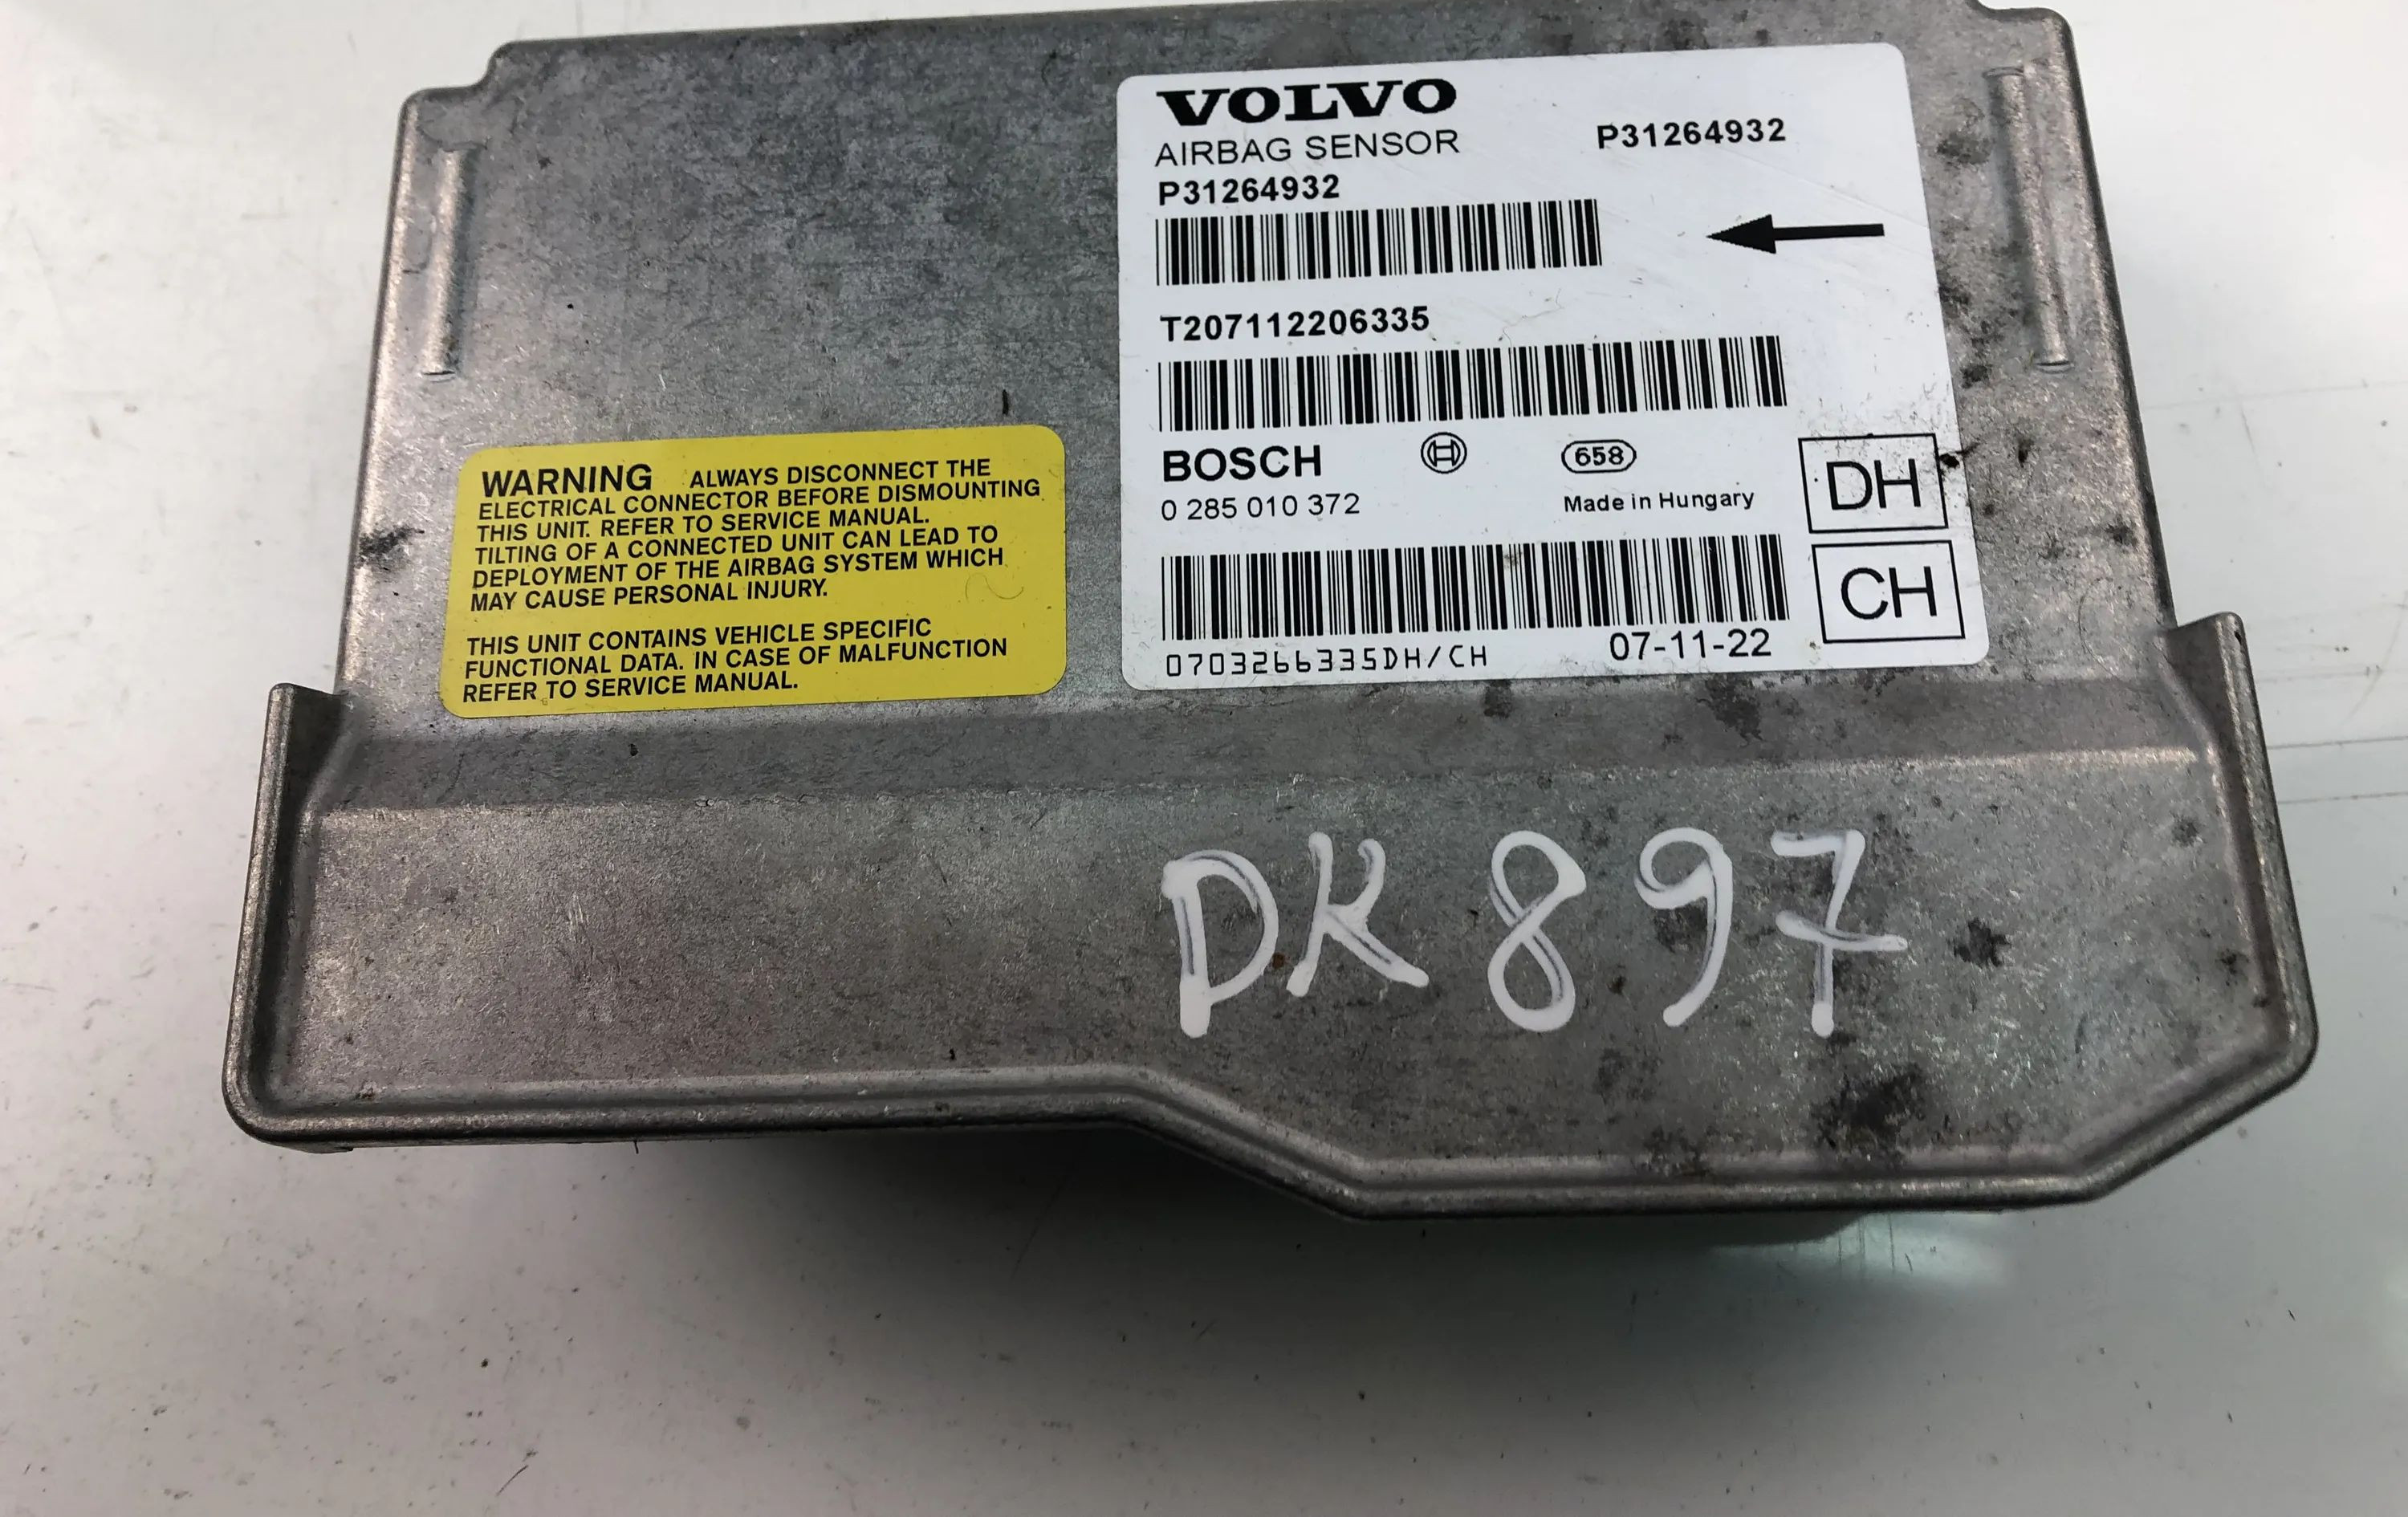 VOLVO
AIRBAG SENSOR
P31264932
P31264932
T207112206335
BOSCH
0 285 010 372
658
Made in Hungary
DH
CH
0703266335DH/CH
07-11-22
WARNING ALWAYS DISCONNECT THE
ELECTRICAL CONNECTOR BEFORE DISMOUNTING
THIS UNIT. REFER TO SERVICE MANUAL.
TILTING OF A CONNECTED UNIT CAN LEAD TO
DEPLOYMENT OF THE AIRBAG SYSTEM WHICH
MAY CAUSE PERSONAL INJURY.
THIS UNIT CONTAINS VEHICLE SPECIFIC
FUNCTIONAL DATA. IN CASE OF MALFUNCTION
REFER TO SERVICE MANUAL.
DK 897